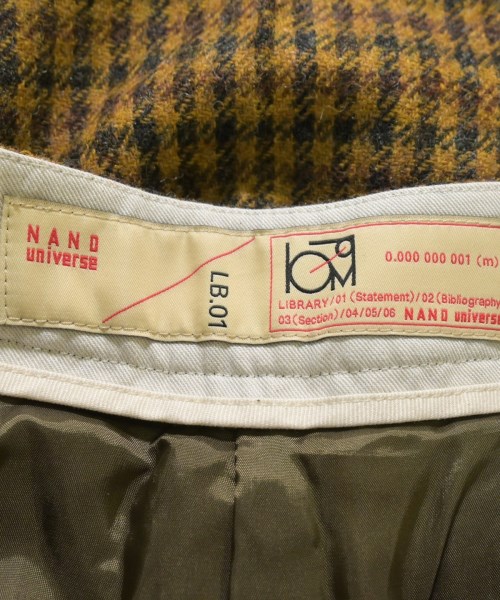 NANO
universe
LB.01
0.000 000 001 (m)
LIBRARY/01 (Statement)/02 (Bibliography
03 (Section)/04/05/06 NANO universe